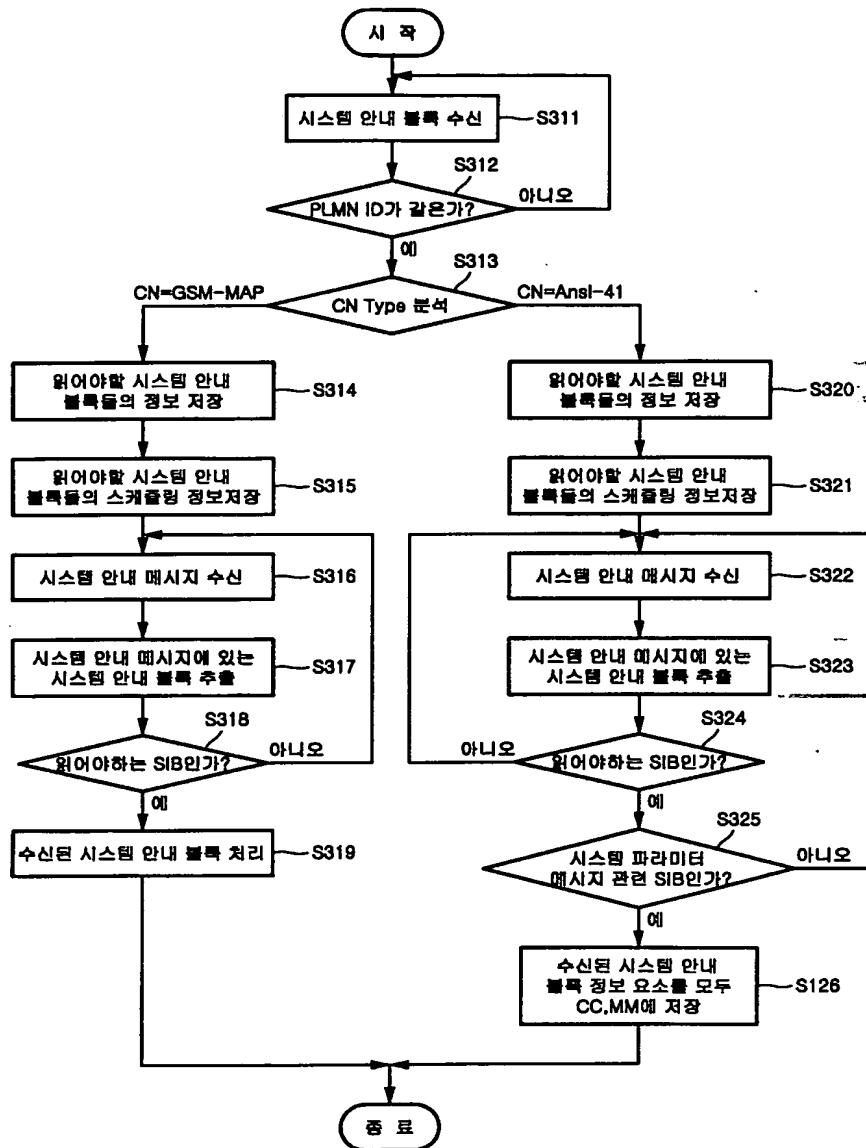 시 작
시스템 안내 블록 수신
S311
S312
PLMN ID가 같은가?
아니오
예
S313
CN=GSM-MAP
CN Type 분석
CN=Ansi-41
읽어야할 시스템 안내
블록들의 정보 저장
S314
읽어야할 시스템 안내
블록들의 스케쥴링 정보저장
S315
시스템 안내 메시지 수신
S316
시스템 안내 메시지에 있는
시스템 안내 블록 추출
S317
S318
읽어야하는 SIB인가?
아니오
예
수신된 시스템 안내 블록 처리
S319
읽어야할 시스템 안내
블록들의 정보 저장
S320
읽어야할 시스템 안내
블록들의 스케쥴링 정보저장
S321
시스템 안내 메시지 수신
S322
시스템 안내 메시지에 있는
시스템 안내 블록 추출
S323
S324
아니오
읽어야하는 SIB인가?
예
S325
시스템 파라미터
메시지 관련 SIB인가?
아니오
예
수신된 시스템 안내
블록 정보 요소를 모두
CC,MM에 저장
S126
종 료